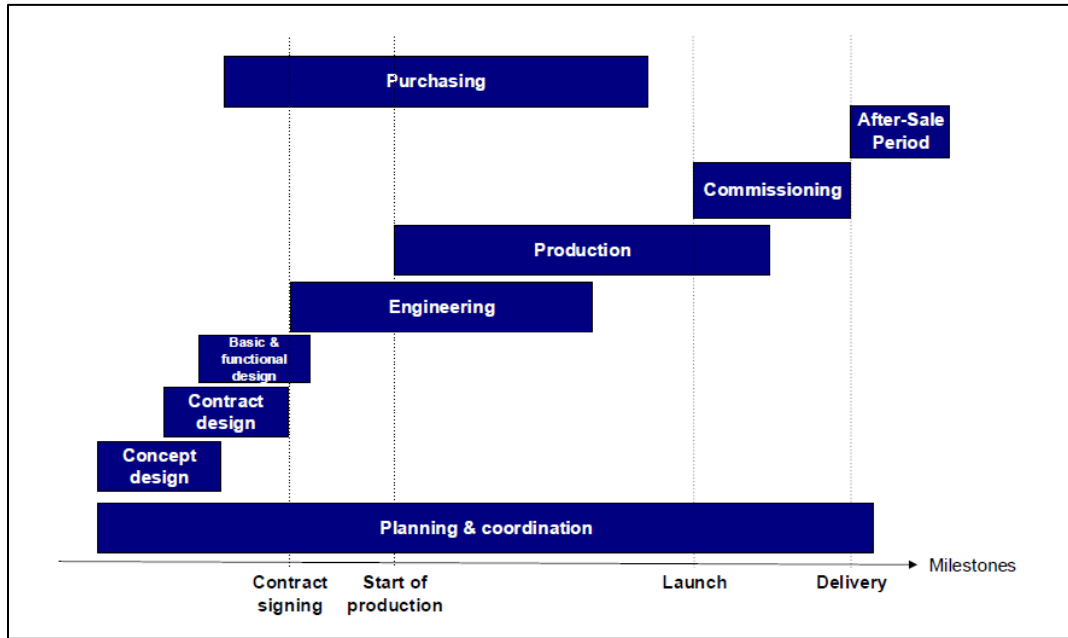 Purchasing
After-Sale
Period
Commissioning
Production
Engineering
Basic &
functional
design
Contract
design
Concept
design
Planning & coordination
Milestones
Contract
signing
Start of
production
Launch
Delivery